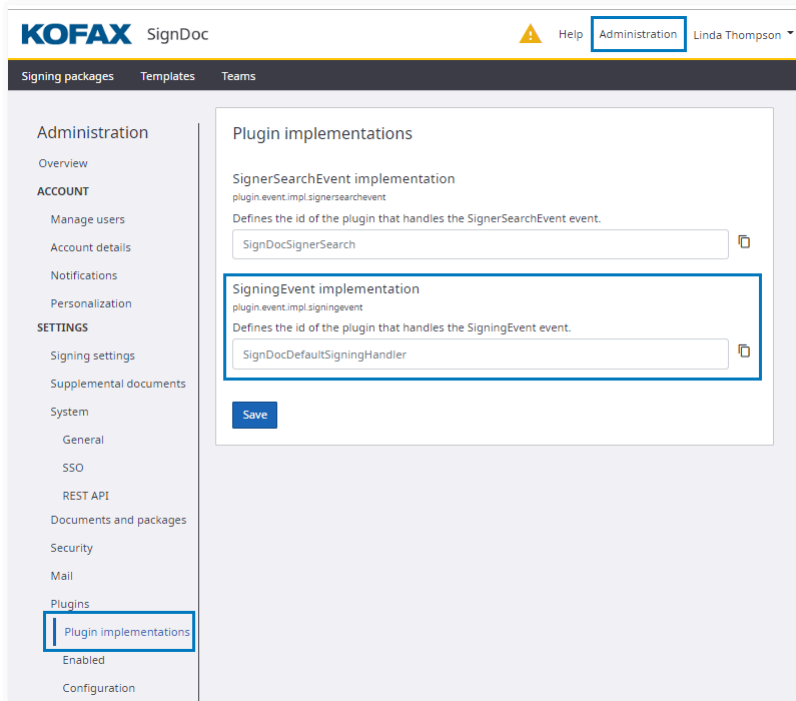 KOFAX SignDoc
Help Administration Linda Thompson
Signing packages Templates Teams
Administration
Overview
ACCOUNT
Manage users
Account details
Notifications
Personalization
SETTINGS
Signing settings
Supplemental documents
System
General
SSO
REST API
Documents and packages
Security
Mail
Plugins
Plugin implementations
Enabled
Configuration
Plugin implementations
SignerSearchEvent implementation
plugin.event.impl.signersearchevent
Defines the id of the plugin that handles the SignerSearchEvent event.
SignDocSignerSearch
SigningEvent implementation
plugin.event.impl.signingevent
Defines the id of the plugin that handles the SigningEvent event.
SignDocDefaultSigningHandler
Save